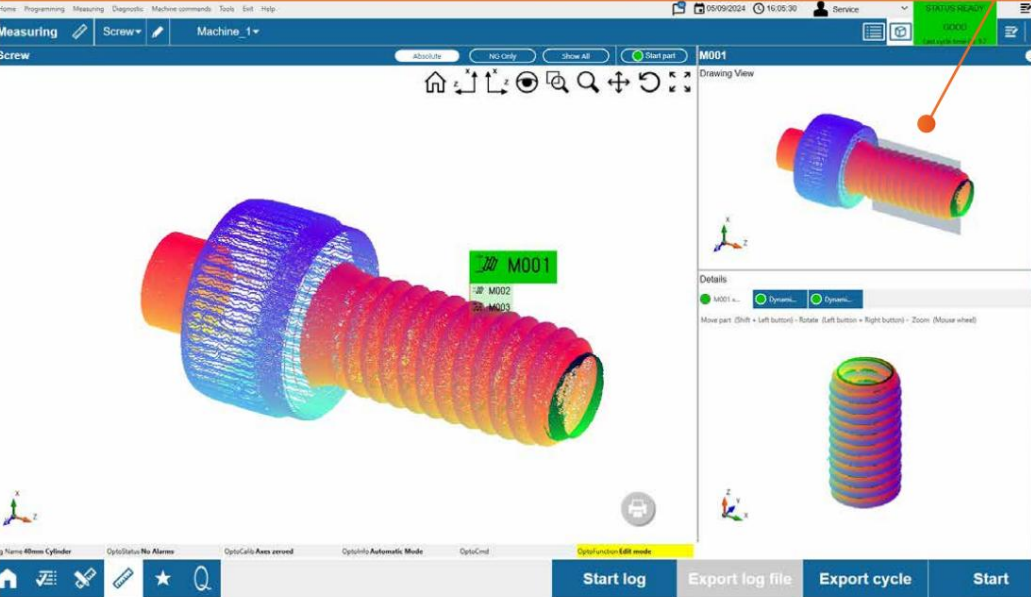 Home Programming Measuring Diagnostic Machine commands Tools Exit Help
05/09/2024 16:05:30 Service
STATUS READY
Measuring Screw Machine_1
0000
Screw
Absolute NG Only Show All Start part
M001
Drawing View
z x x z
M001
M002
M003
x
z
Details
M001 +... Dynami... Dynami...
Move part (Shift + Left button) - Rotate (Left button + Right button) - Zoom (Mouse wheel)
x
z
z
y
x
Name 40mm Cylinder OptoStatus No Alarms OptoCalib Axes zeroed OptoInfo Automatic Mode OptoCmd OptoFunction Edit mode
Start log Export log file Export cycle Start